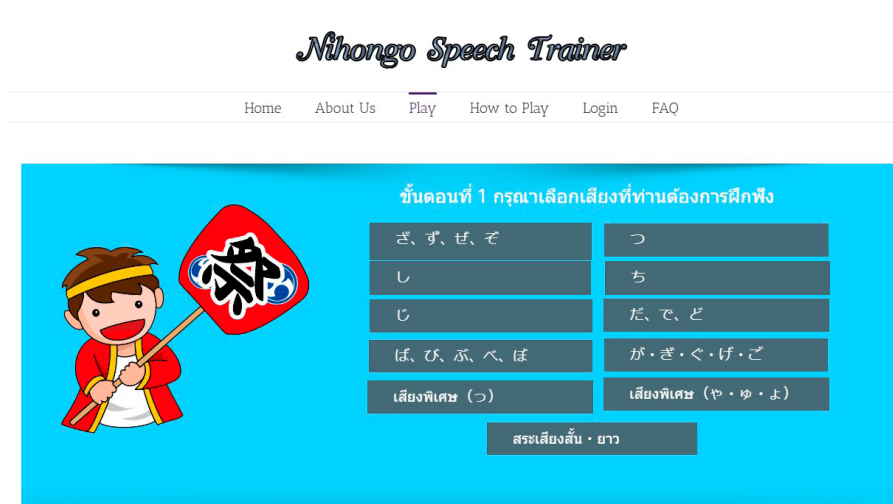 Nihongo Speech Trainer
Home About Us Play How to Play Login FAQ
ขั้นตอนที่ 1 กรุณาเลือกเสียงที่ท่านต้องการฝึกฟัง
祭
ざ、ず、ぜ、ぞ
つ
し
ち
じ
だ、で、ど
ば、び、ぶ、べ、ぼ
が・ぎ・ぐ・げ・ご
เสียงพิเศษ (っ)
เสียงพิเศษ (ゃ・ゅ・ょ)
สระเสียงสั้น・ยาว